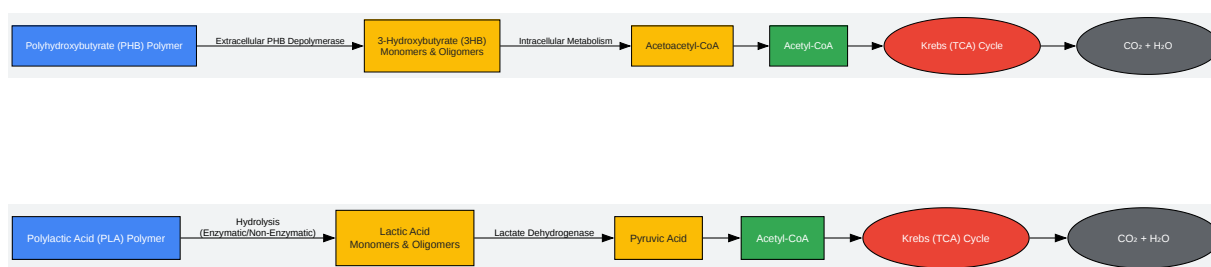 Polyhydroxybutyrate (PHB) Polymer
Extracellular PHB Depolymerase
3-Hydroxybutyrate (3HB)
Monomers & Oligomers
Intracellular Metabolism
Acetoacetyl-CoA
Acetyl-CoA
Krebs (TCA) Cycle
CO₂ + H₂O
Polylactic Acid (PLA) Polymer
Hydrolysis
(Enzymatic/Non-Enzymatic)
Lactic Acid
Monomers & Oligomers
Lactate Dehydrogenase
Pyruvic Acid
Acetyl-CoA
Krebs (TCA) Cycle
CO₂ + H₂O